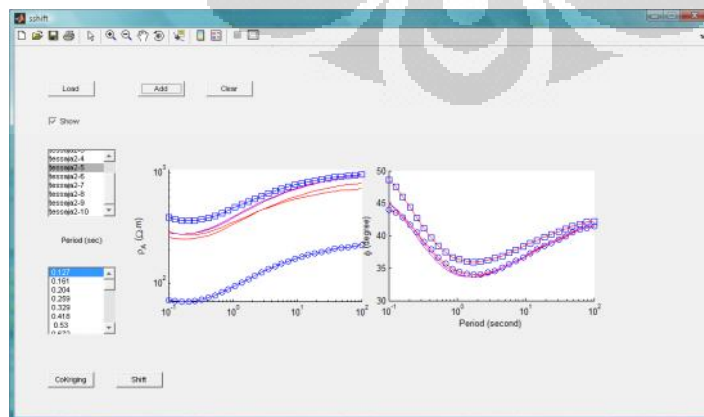 sshift
Load
Add
Clear
Show
tessaja2-4
tessaja2-5
tessaja2-6
tessaja2-7
tessaja2-8
tessaja2-9
tessaja2-10
Period (sec)
0.127
0.161
0.204
0.259
0.329
0.418
0.53
CoKriging
Shift
10³
10²
ρA (Ω m)
10⁻¹
10⁰
10¹
10²
50
45
40
35
30
ϕ (degree)
10⁻¹
10⁰
10¹
10²
Period (second)